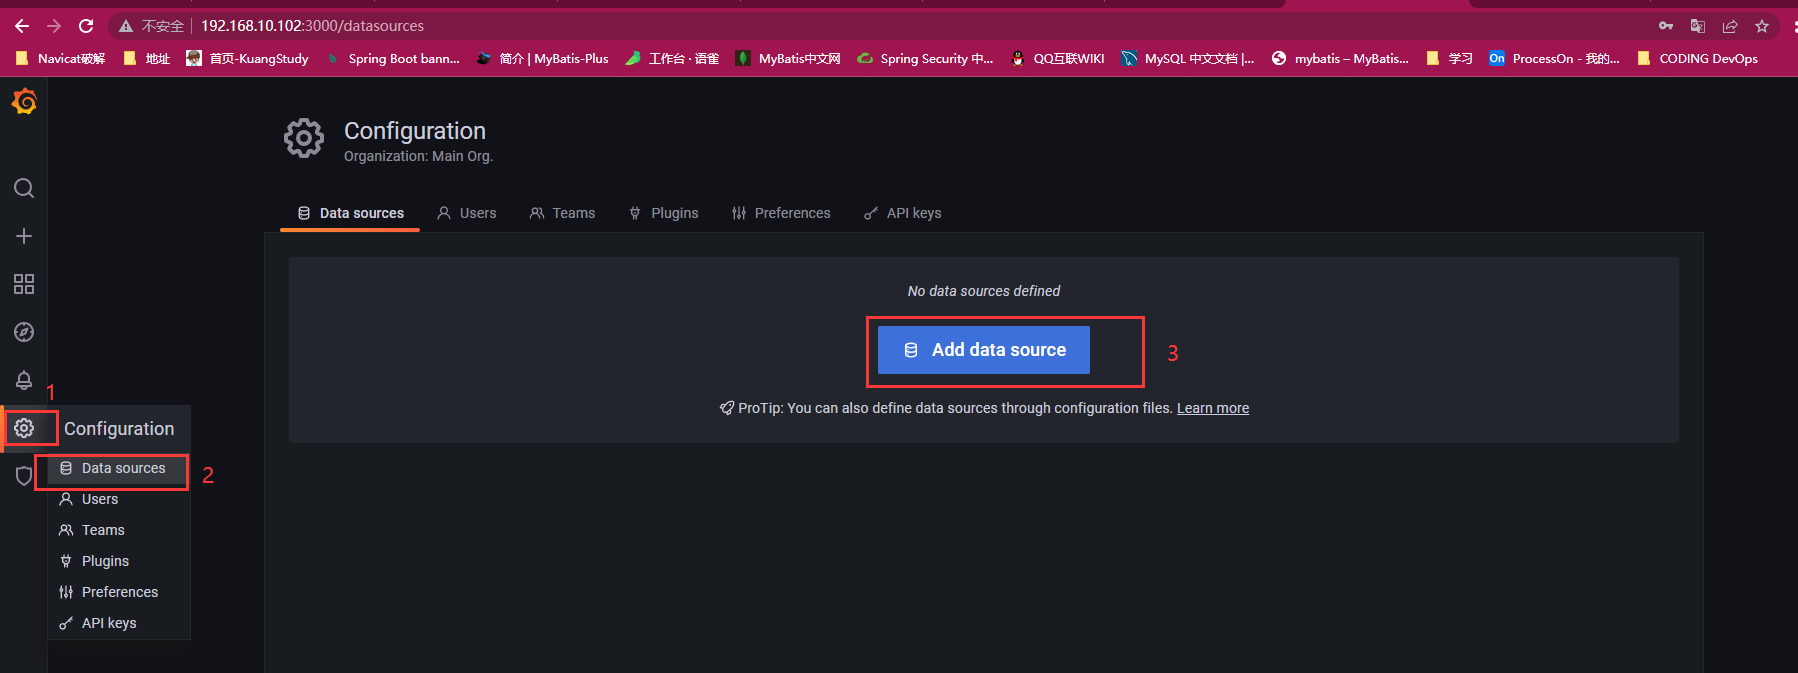 不安全 192.168.10.102:3000/datasources
Navicat破解 地址 首页-KuangStudy Spring Boot bann... 简介 | MyBatis-Plus 工作台 · 语雀 MyBatis中文网 Spring Security 中... QQ互联WIKI MySQL 中文文档 |... mybatis – MyBatis... 学习 On ProcessOn - 我的... CODING DevOps
Configuration
Organization: Main Org.
Data sources Users Teams Plugins Preferences API keys
No data sources defined
Add data source
3
ProTip: You can also define data sources through configuration files. Learn more
1
Configuration
Data sources
2
Users
Teams
Plugins
Preferences
API keys